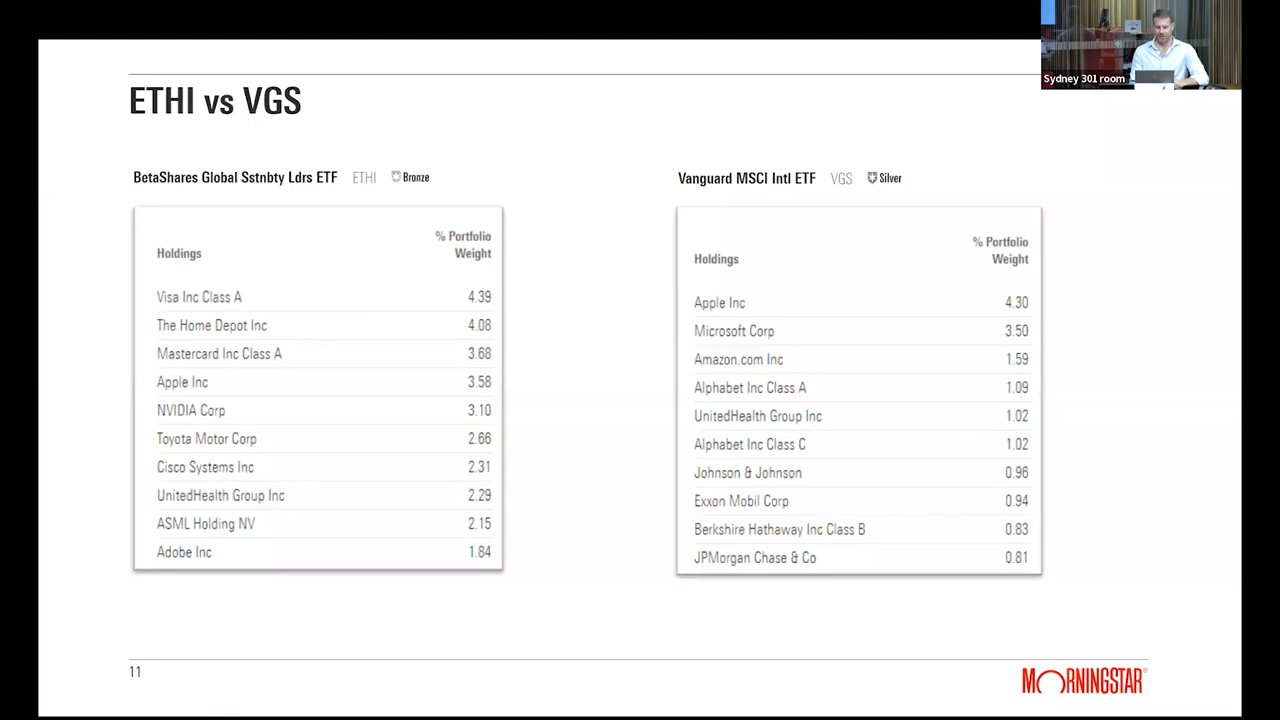 Sydney 301 room
ETHI vs VGS
BetaShares Global Sstnbty Ldrs ETF ETHI Bronze
Holdings % Portfolio Weight
Visa Inc Class A 4.39
The Home Depot Inc 4.08
Mastercard Inc Class A 3.68
Apple Inc 3.58
NVIDIA Corp 3.10
Toyota Motor Corp 2.66
Cisco Systems Inc 2.31
UnitedHealth Group Inc 2.29
ASML Holding NV 2.15
Adobe Inc 1.84
Vanguard MSCI Intl ETF VGS Silver
Holdings % Portfolio Weight
Apple Inc 4.30
Microsoft Corp 3.50
Amazon.com Inc 1.59
Alphabet Inc Class A 1.09
UnitedHealth Group Inc 1.02
Alphabet Inc Class C 1.02
Johnson & Johnson 0.96
Exxon Mobil Corp 0.94
Berkshire Hathaway Inc Class B 0.83
JPMorgan Chase & Co 0.81
11
MORNINGSTAR®